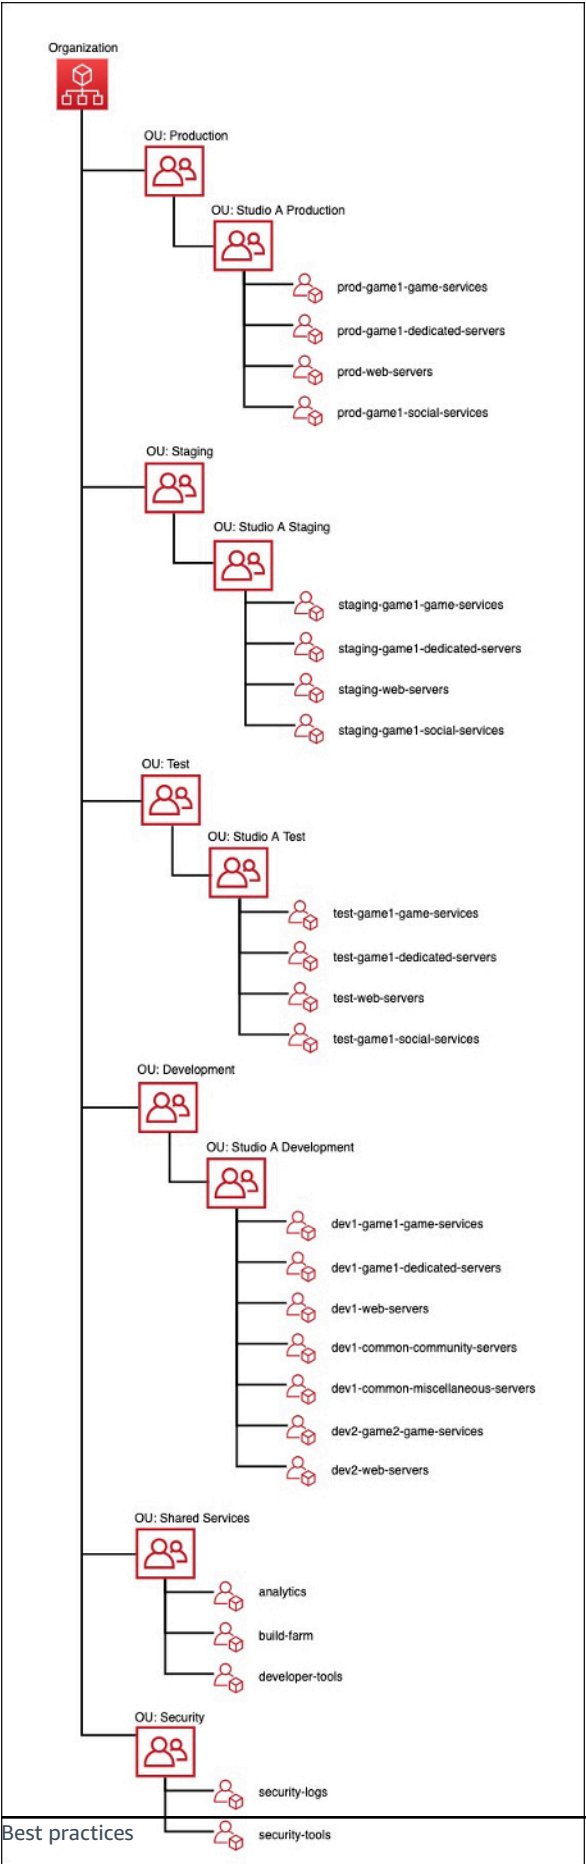 Organization
OU: Production
OU: Studio A Production
prod-game1-game-services
prod-game1-dedicated-servers
prod-web-servers
prod-game1-social-services
OU: Staging
OU: Studio A Staging
staging-game1-game-services
staging-game1-dedicated-servers
staging-web-servers
staging-game1-social-services
OU: Test
OU: Studio A Test
test-game1-game-services
test-game1-dedicated-servers
test-web-servers
test-game1-social-services
OU: Development
OU: Studio A Development
dev1-game1-game-services
dev1-game1-dedicated-servers
dev1-web-servers
dev1-common-community-servers
dev1-common-miscellaneous-servers
dev2-game2-game-services
dev2-web-servers
OU: Shared Services
analytics
build-farm
developer-tools
OU: Security
security-logs
Best practices
security-tools